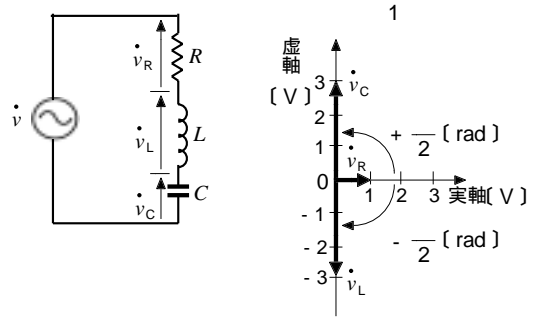 1
v̇
v̇R
R
v̇L
L
v̇C
C
虚
軸
〔 V 〕
3
2
1
0
- 1
- 2
- 3
v̇C
+ —/2 〔 rad 〕
v̇R
1 2 3 実軸〔 V 〕
- —/2 〔 rad 〕
v̇L